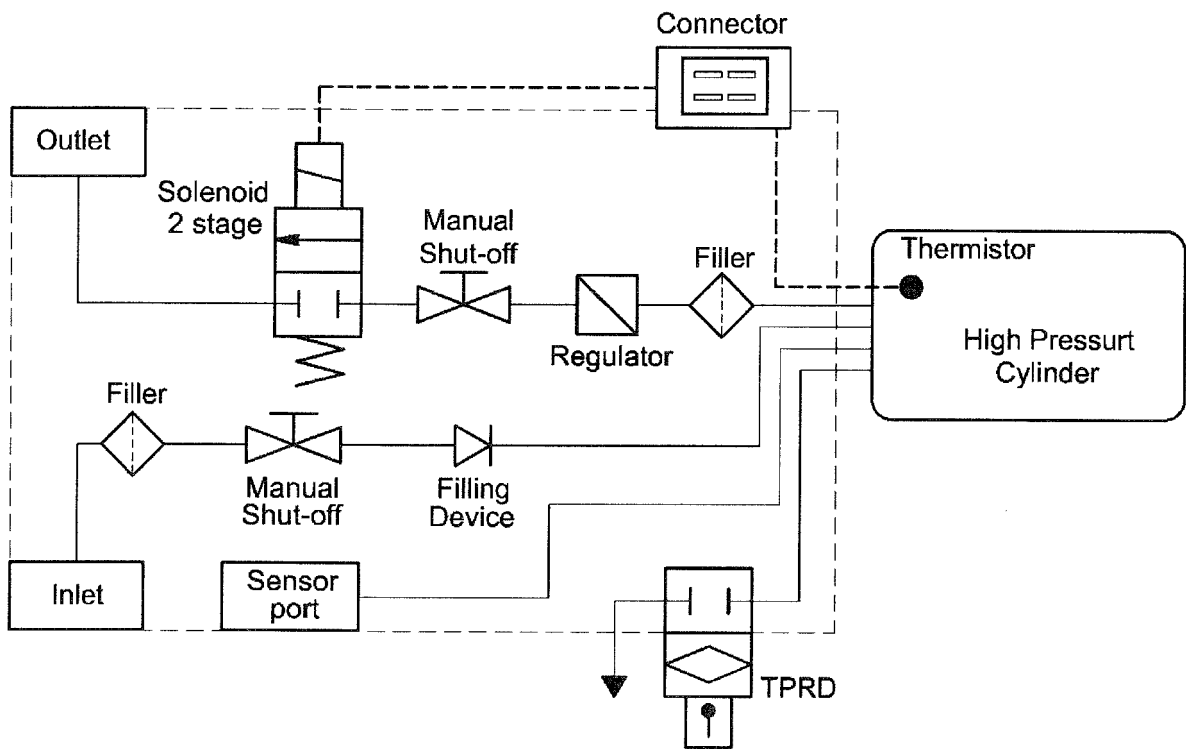 Connector
Outlet
Solenoid
2 stage
Manual
Shut-off
Filler
Thermistor
Regulator
High Pressurt
Cylinder
Filler
Manual
Shut-off
Filling
Device
Inlet
Sensor
port
TPRD